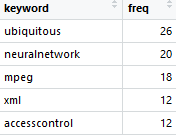 keyword freq
ubiquitous 26
neuralnetwork 20
mpeg 18
xml 12
accesscontrol 12